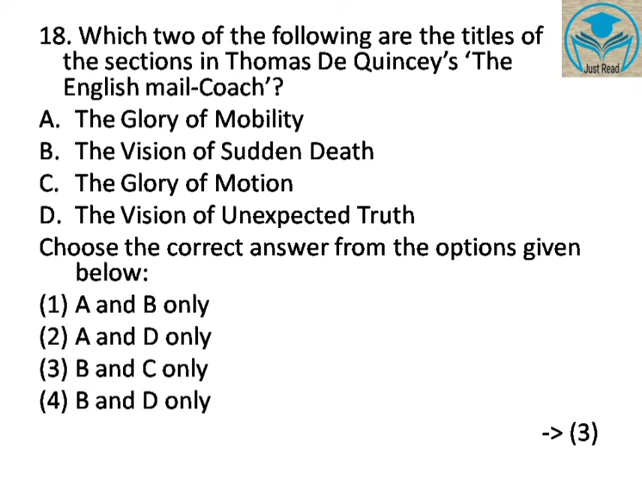 18. Which two of the following are the titles of
the sections in Thomas De Quincey's 'The
English mail-Coach'?
A. The Glory of Mobility
B. The Vision of Sudden Death
C. The Glory of Motion
D. The Vision of Unexpected Truth
Choose the correct answer from the options given
below:
(1) A and B only
(2) A and D only
(3) B and C only
(4) B and D only
-> (3)
Just Read